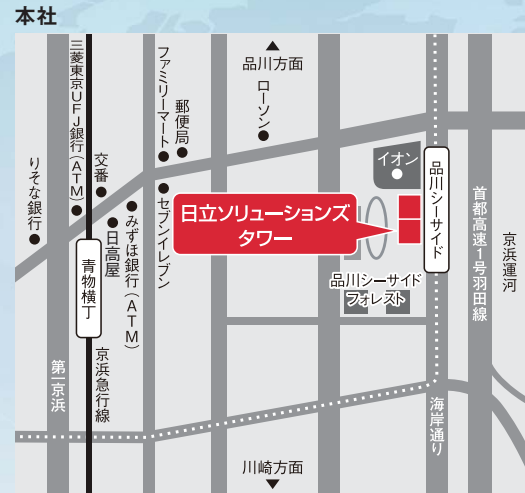 本社
品川方面
三菱東京UFJ銀行(ATM)
ファミリーマート
郵便局
ローソン
りそな銀行
交番
イオン
品川シーサイド
日立ソリューションズ
タワー
みずほ銀行(ATM)
日高屋
セブンイレブン
首都高速1号羽田線
京浜運河
青物横丁
品川シーサイド
フォレスト
第一京浜
京浜急行線
海岸通り
川崎方面